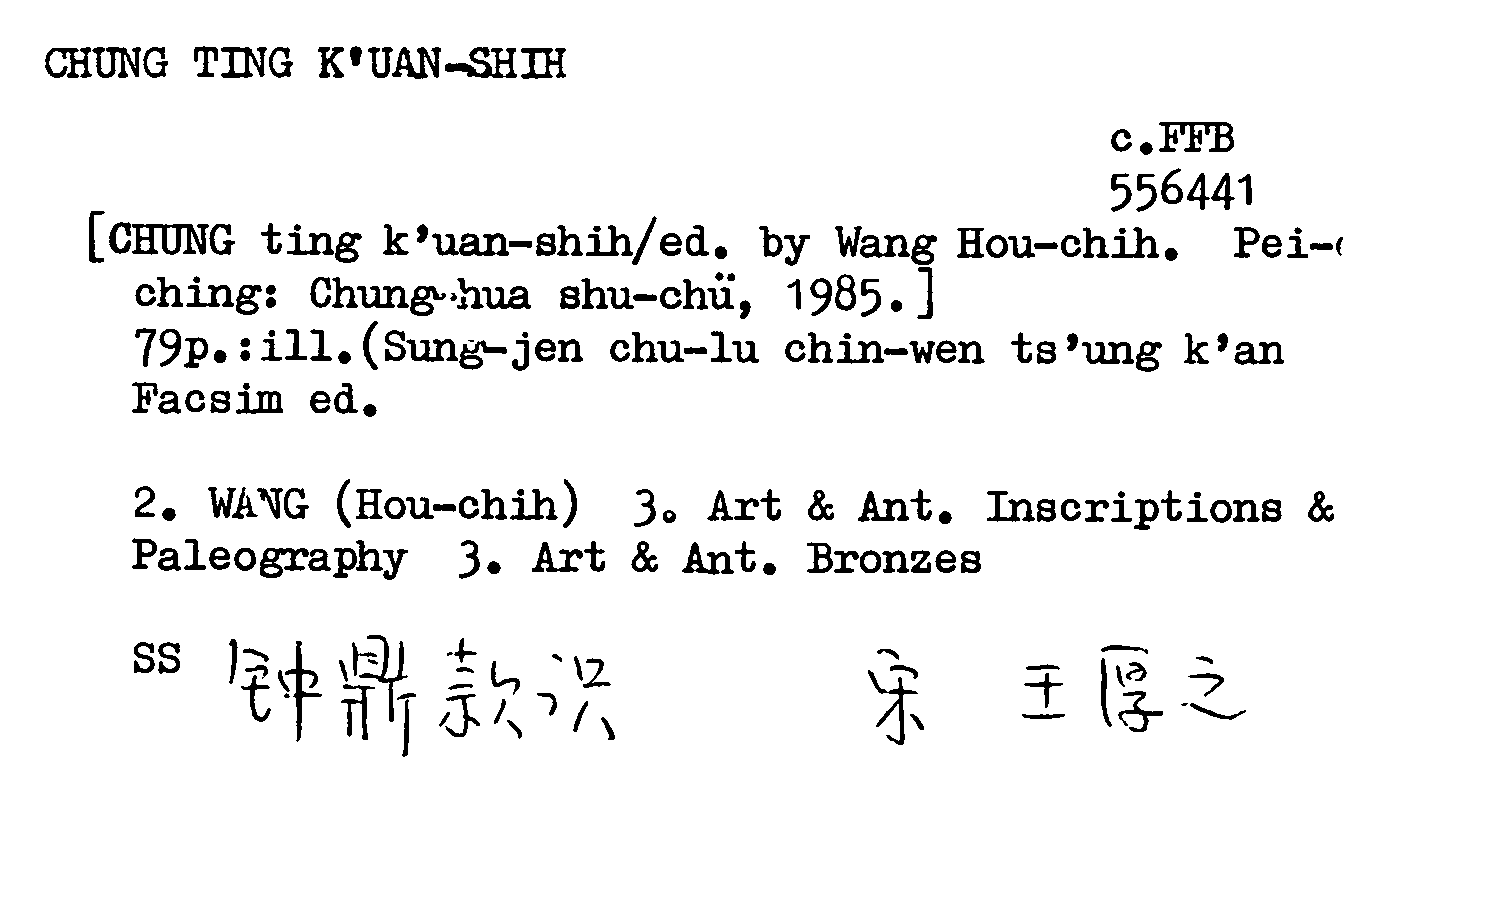 CHUNG TING K'UAN-SHIH
c.FFB
556441
[CHUNG ting k'uan-shih/ed. by Wang Hou-chih. Pei-
ching: Chung-hua shu-chü, 1985.]
79p.:ill.(Sung-jen chu-lu chin-wen ts'ung k'an
Facsim ed.
2. WANG (Hou-chih) 3. Art & Ant. Inscriptions &
Paleography 3. Art & Ant. Bronzes
SS 钟鼎款识 宋 王厚之